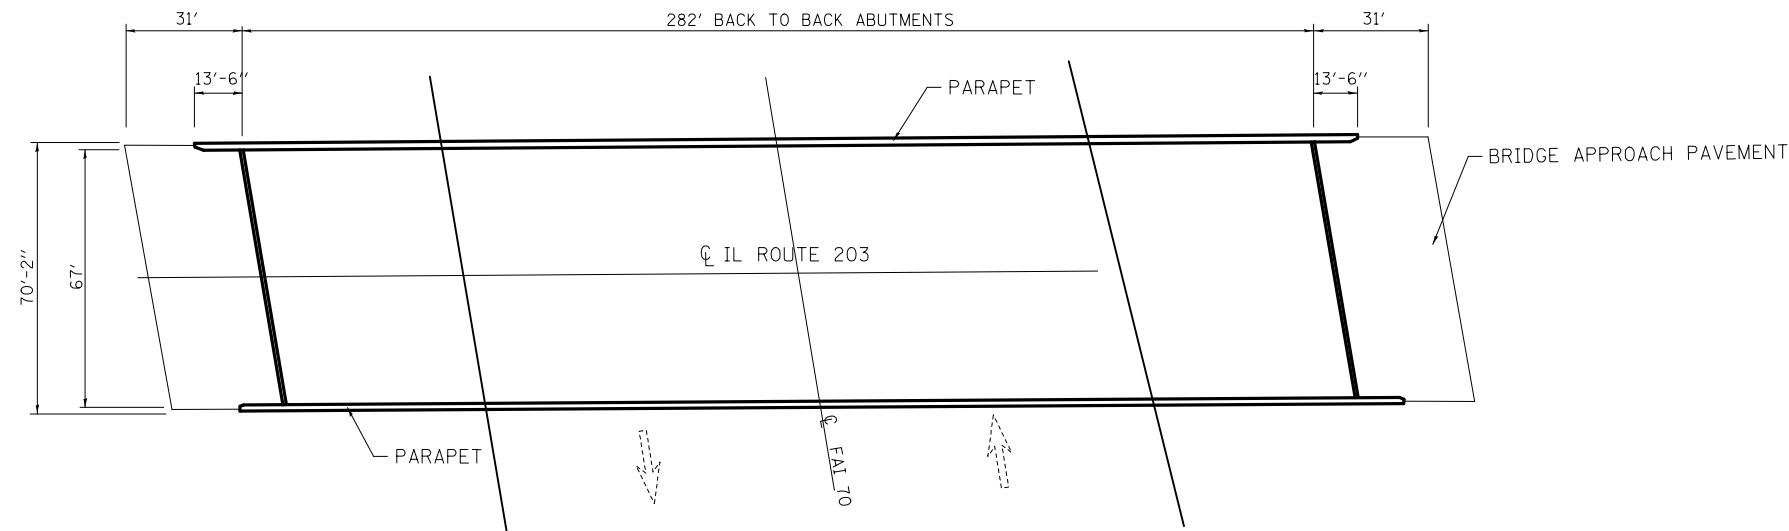 31′
282′ BACK TO BACK ABUTMENTS
31′
13′-6′′
13′-6′′
PARAPET
BRIDGE APPROACH PAVEMENT
70′-2′′
67′
℄ IL ROUTE 203
PARAPET
℄ FAI 70